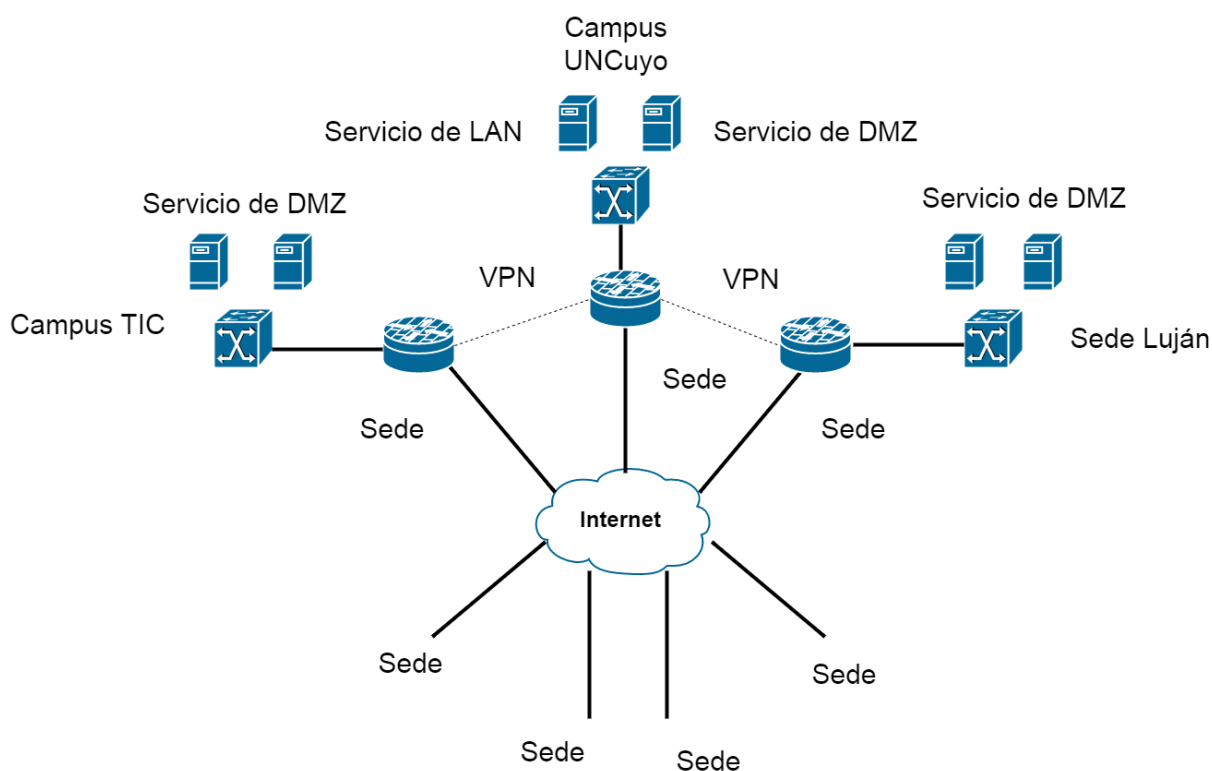 Campus
UNCuyo
Servicio de LAN
Servicio de DMZ
Servicio de DMZ
Servicio de DMZ
VPN
VPN
Campus TIC
Sede Luján
Sede
Sede
Sede
Internet
Sede
Sede
Sede
Sede